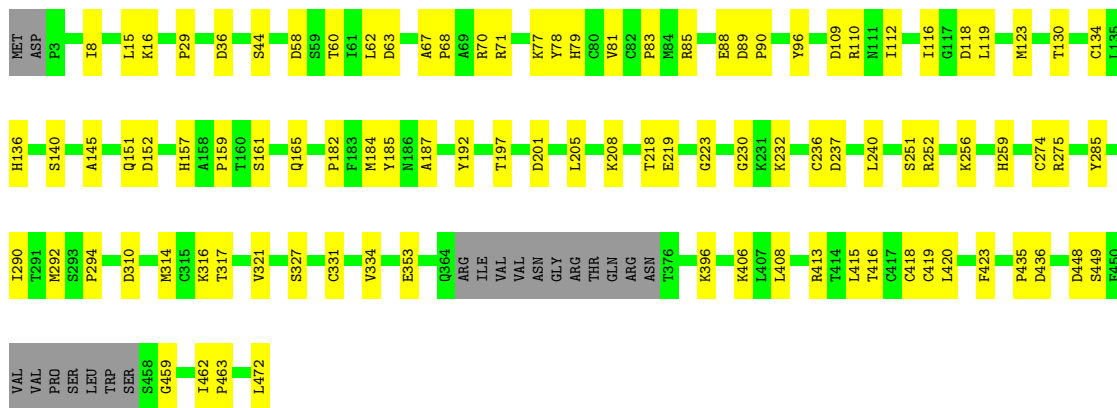 MET ASP P3 I8 L15 K16 P29 D36 S44 D58 S59 T60 I61 L62 D63 A67 P68 A69 R70 R71 K77 Y78 H79 C80 V81 C82 P83 M84 R85 E88 D89 P90 Y96 D109 R110 N111 I112 I116 G117 D118 L119 M123 T130 C134 L135
H136 S140 A145 Q151 D152 H157 A158 P159 T160 S161 Q165 P182 F183 M184 Y185 N186 A187 Y192 T197 D201 L205 K208 T218 E219 G223 G230 K231 K232 C236 D237 L240 S251 R252 K256 H259 C274 R275 Y285
I290 T291 M292 S293 P294 D310 M314 C315 K316 T317 V321 S327 C331 V334 E353 Q364 ARG ILE VAL VAL ASN GLY ARG THR GLN ARG ASN T376 K396 K406 L407 L408 R413 T414 L415 T416 C417 C418 C419 L420 F423 P435 D436 D448 S449 E450
VAL VAL PRO SER LEU TRP SER S458 G459 I462 P463 L472